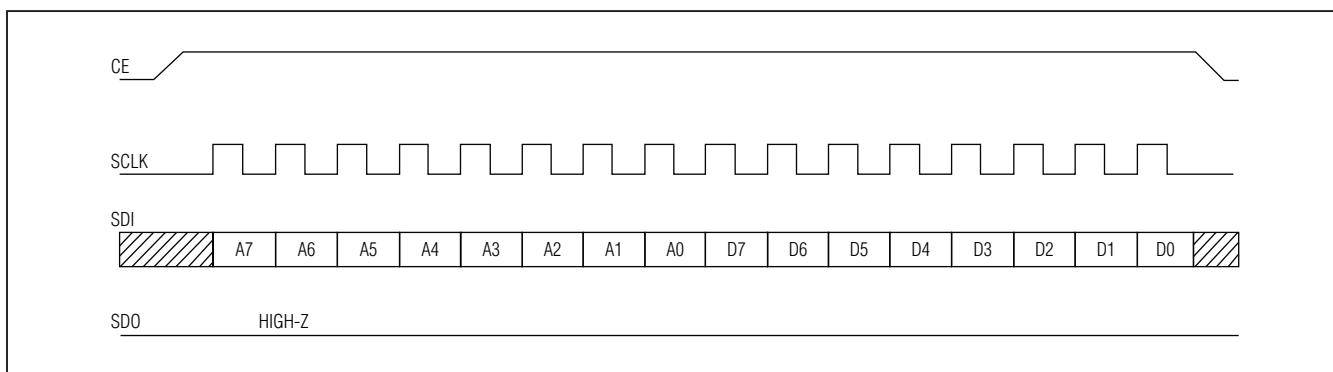 CE
SCLK
SDI
A7 A6 A5 A4 A3 A2 A1 A0 D7 D6 D5 D4 D3 D2 D1 D0
SDO HIGH-Z